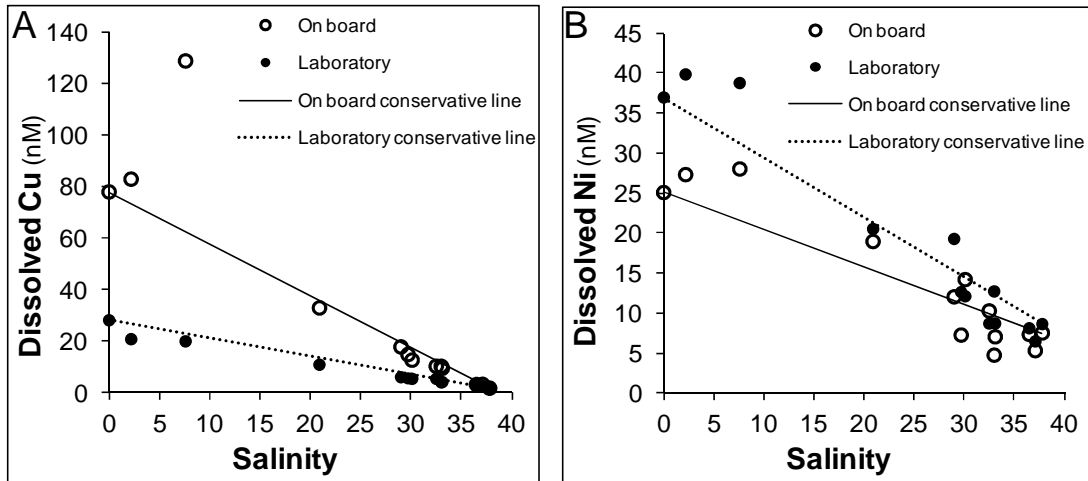 A
On board
Laboratory
On board conservative line
Laboratory conservative line
Dissolved Cu (nM)
140
120
100
80
60
40
20
0
0 5 10 15 20 25 30 35 40
Salinity
B
On board
Laboratory
On board conservative line
Laboratory conservative line
Dissolved Ni (nM)
45
40
35
30
25
20
15
10
5
0
0 5 10 15 20 25 30 35 40
Salinity